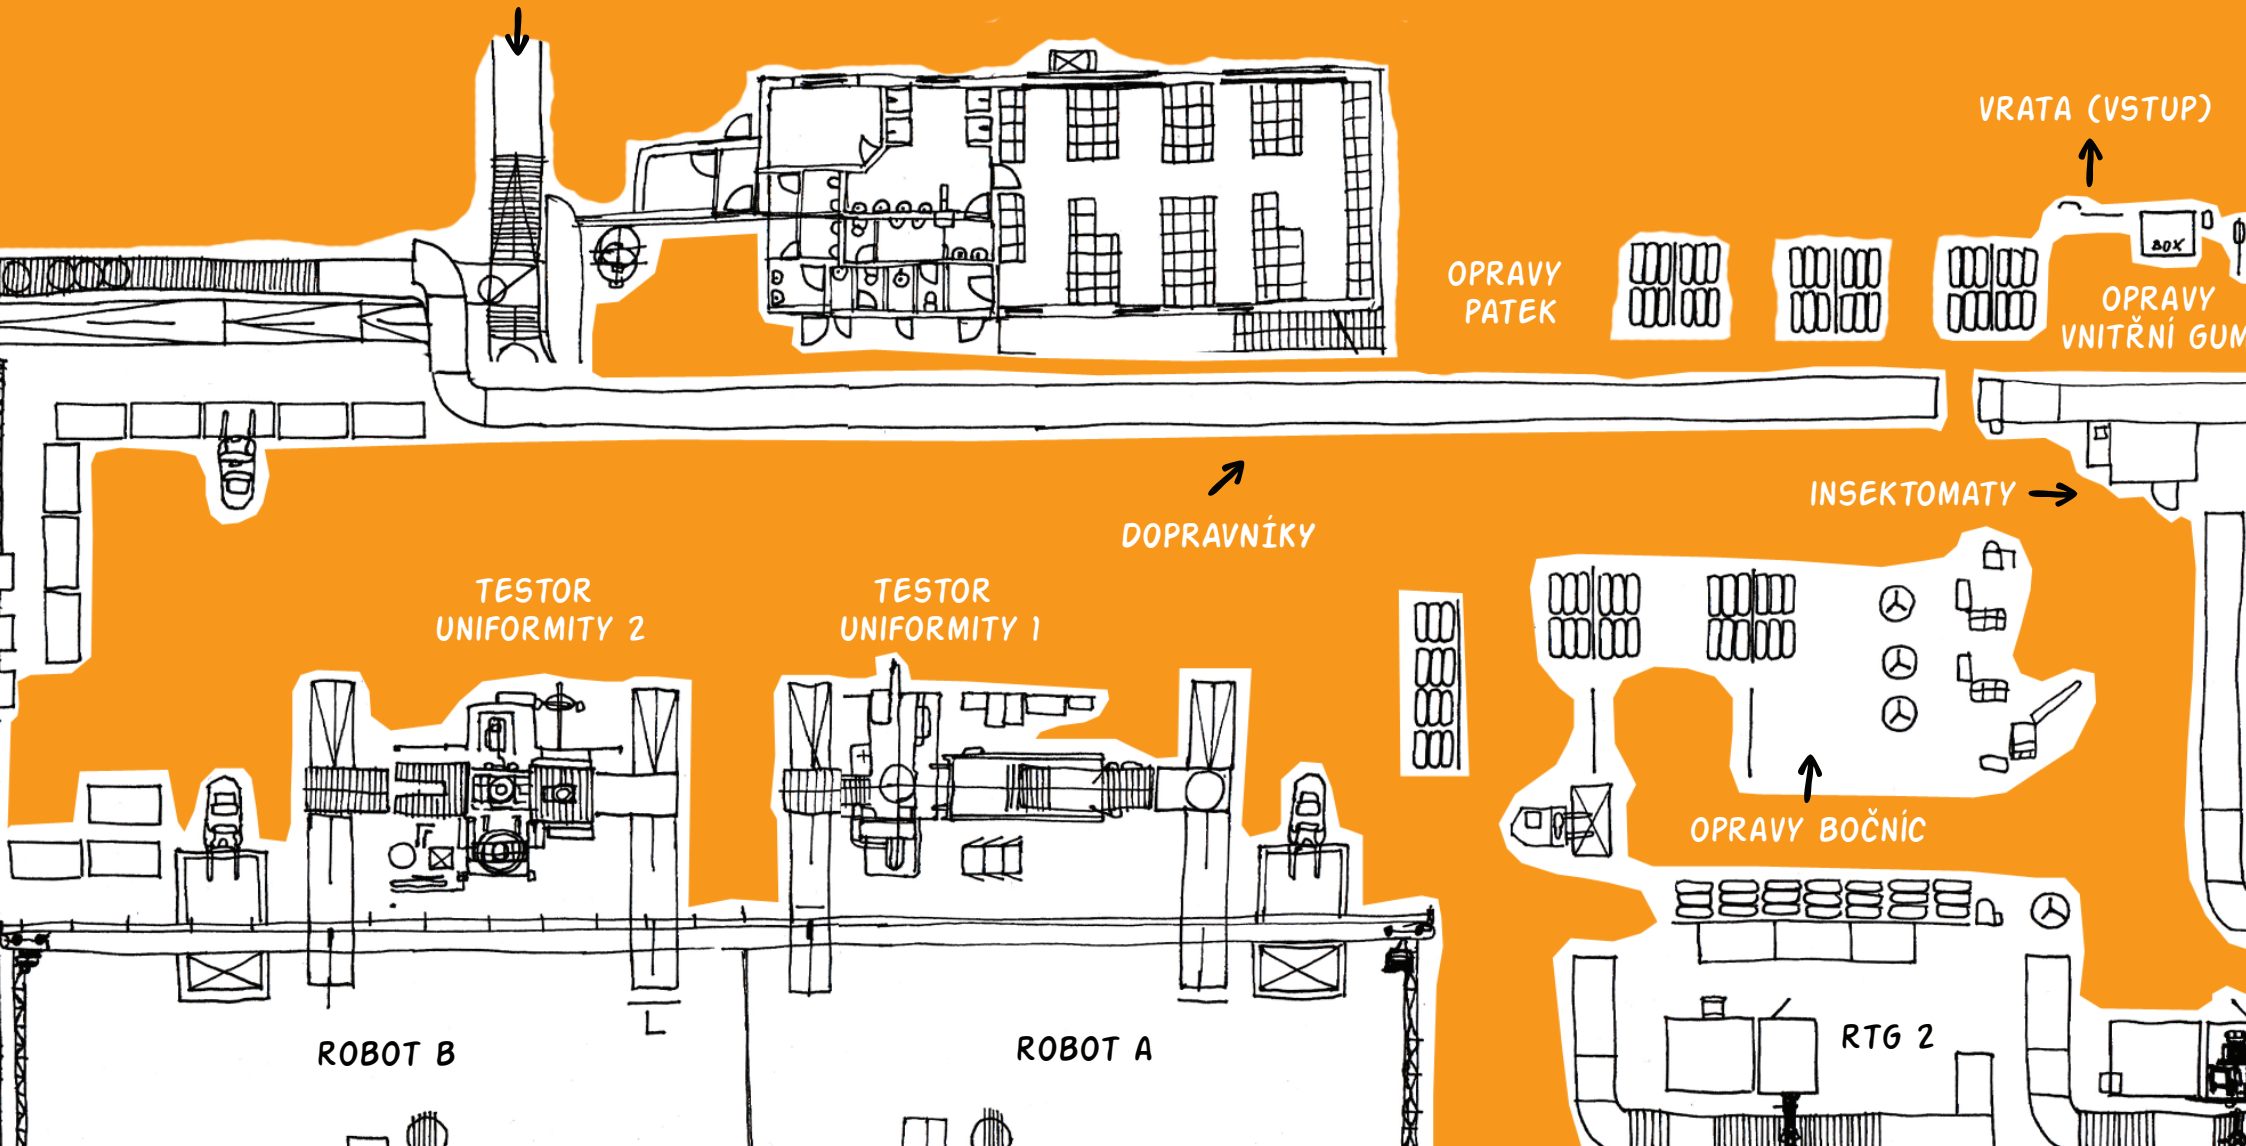 VRATA (VSTUP)
BOX
OPRAVY
PATEK
OPRAVY
VNITŘNÍ GUM
INSEKTOMATY
DOPRAVNÍKY
TESTOR
UNIFORMITY 2
TESTOR
UNIFORMITY 1
OPRAVY BOČNÍC
ROBOT B
ROBOT A
RTG 2